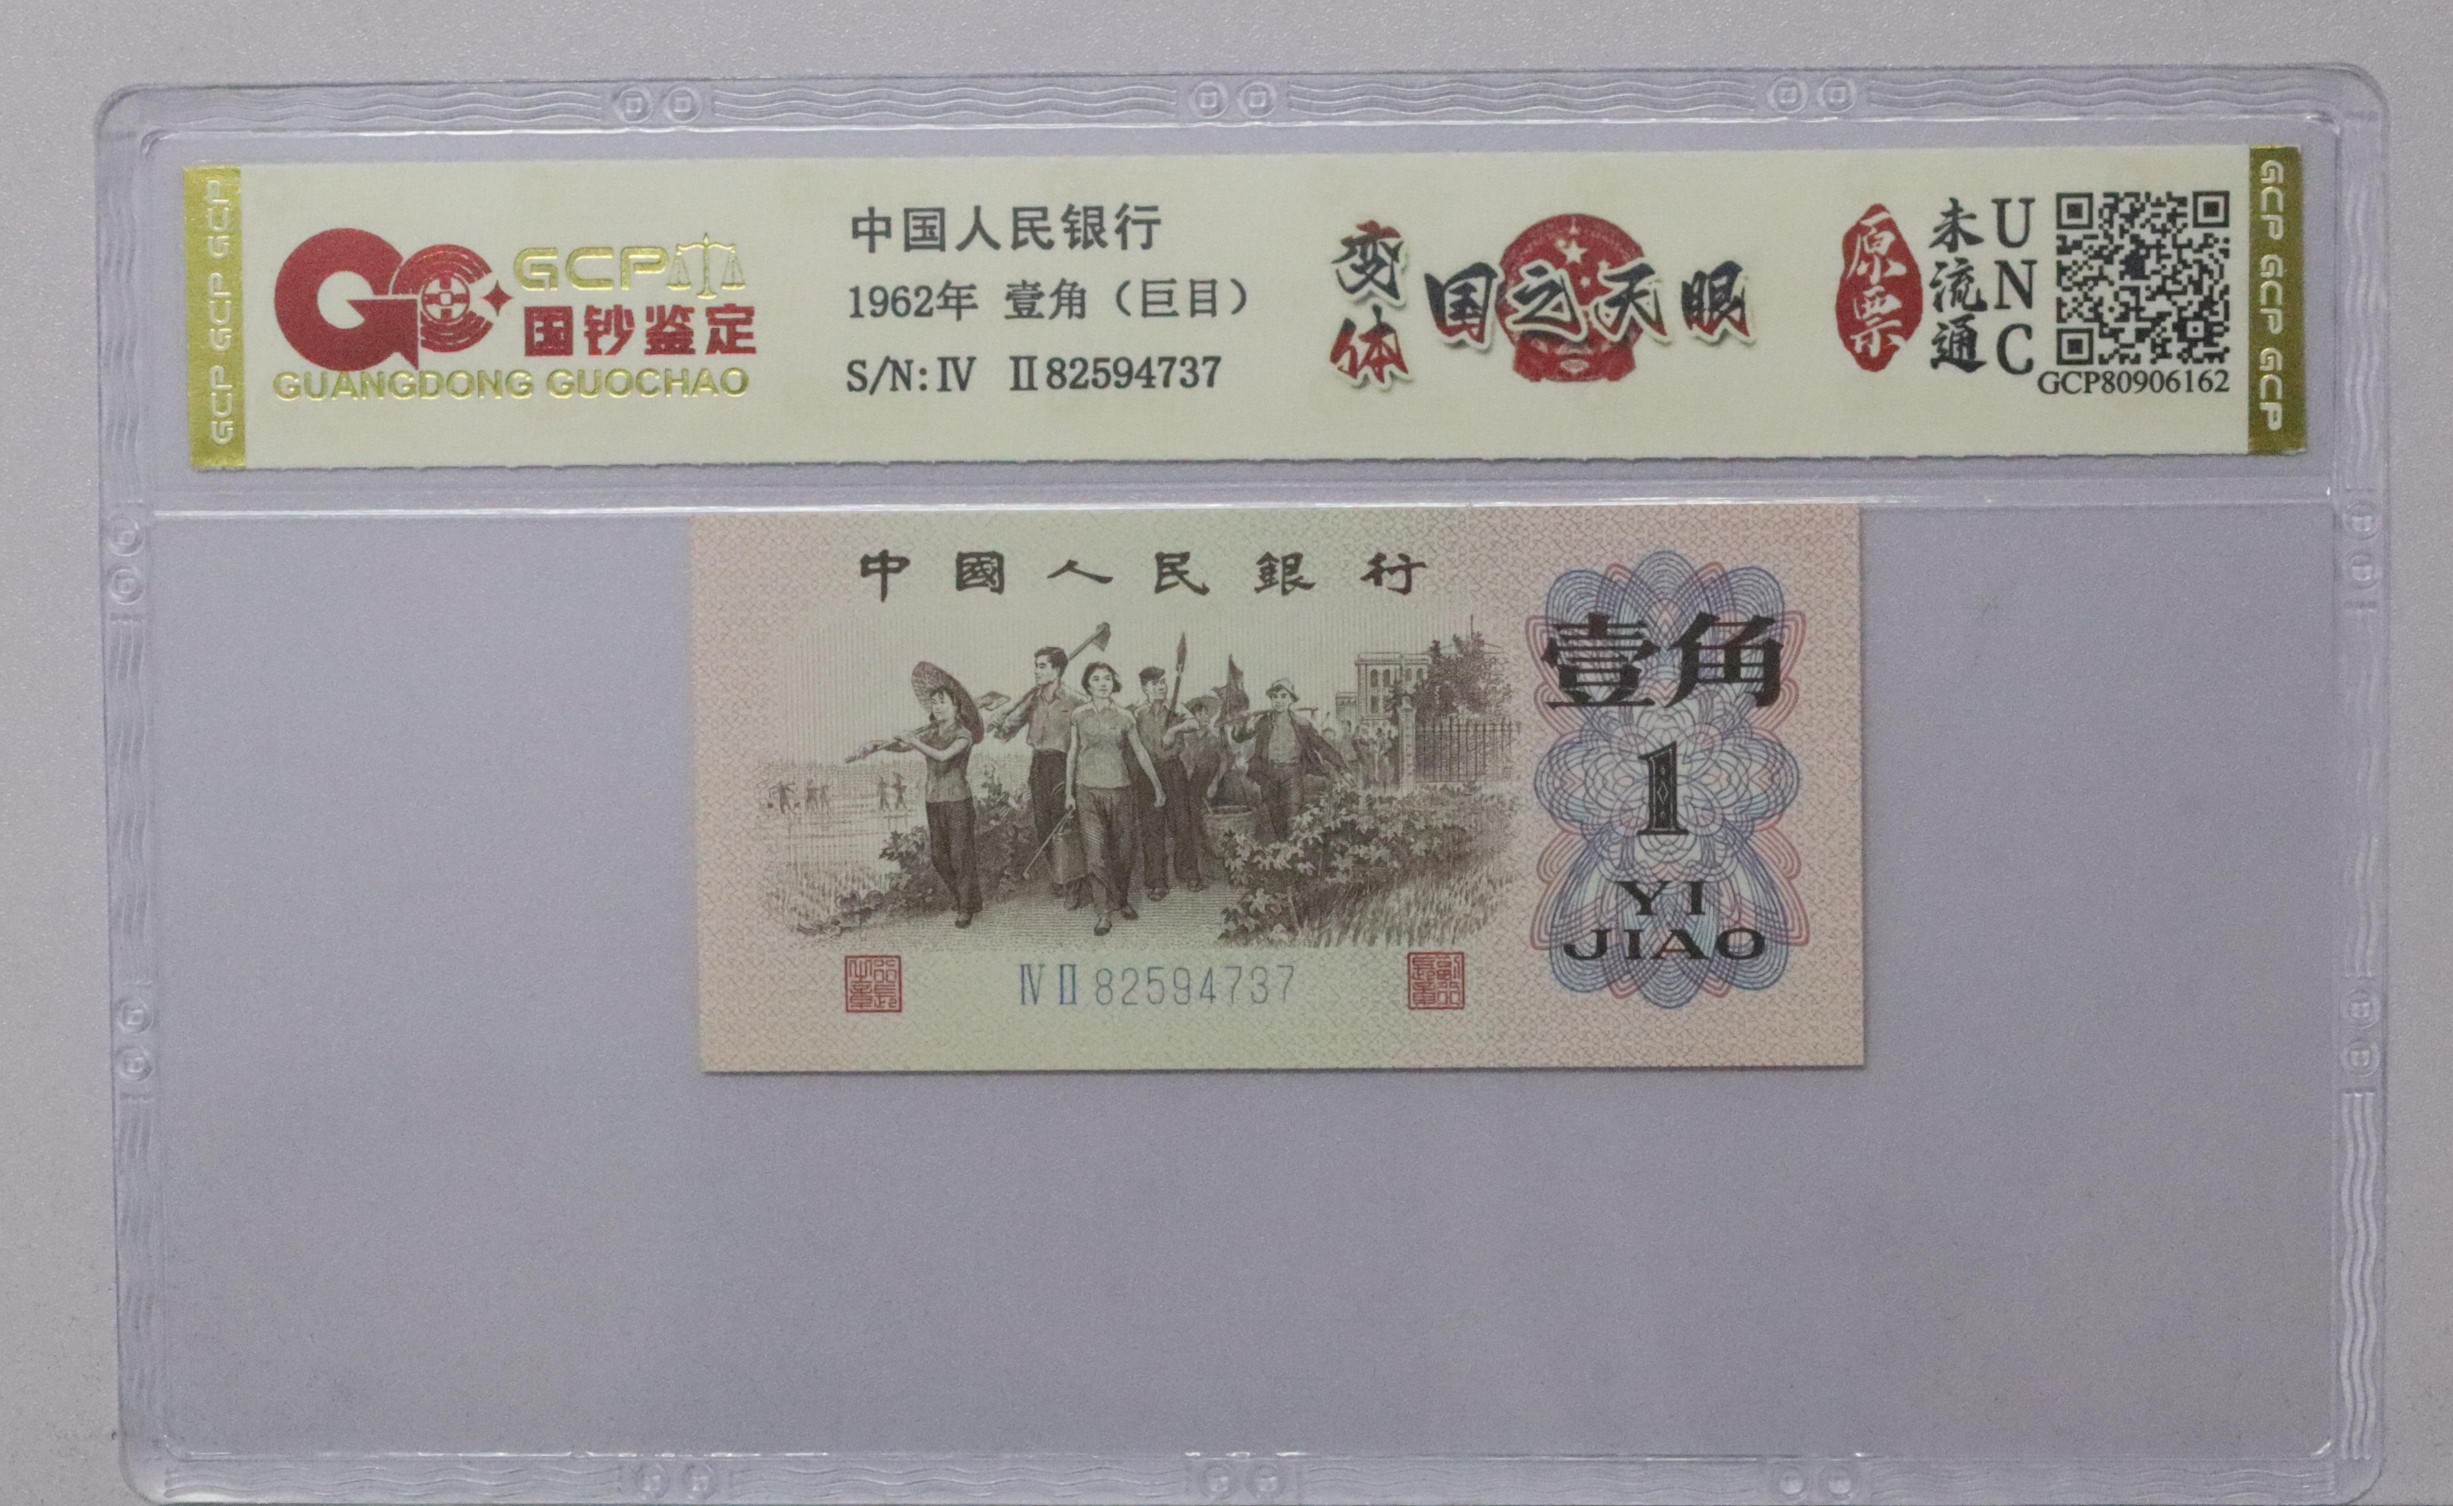 GCP GCP GCP
GCP
国钞鉴定
GUANGDONG GUOCHAO
中国人民银行
1962年 壹角（巨目）
S/N: IV Ⅱ82594737
变体
国之天眼
原票
未流通
UNC
GCP80906162
GCP GCP GCP
中國人民銀行
壹角
1
YI
JIAO
Ⅳ Ⅱ 82594737